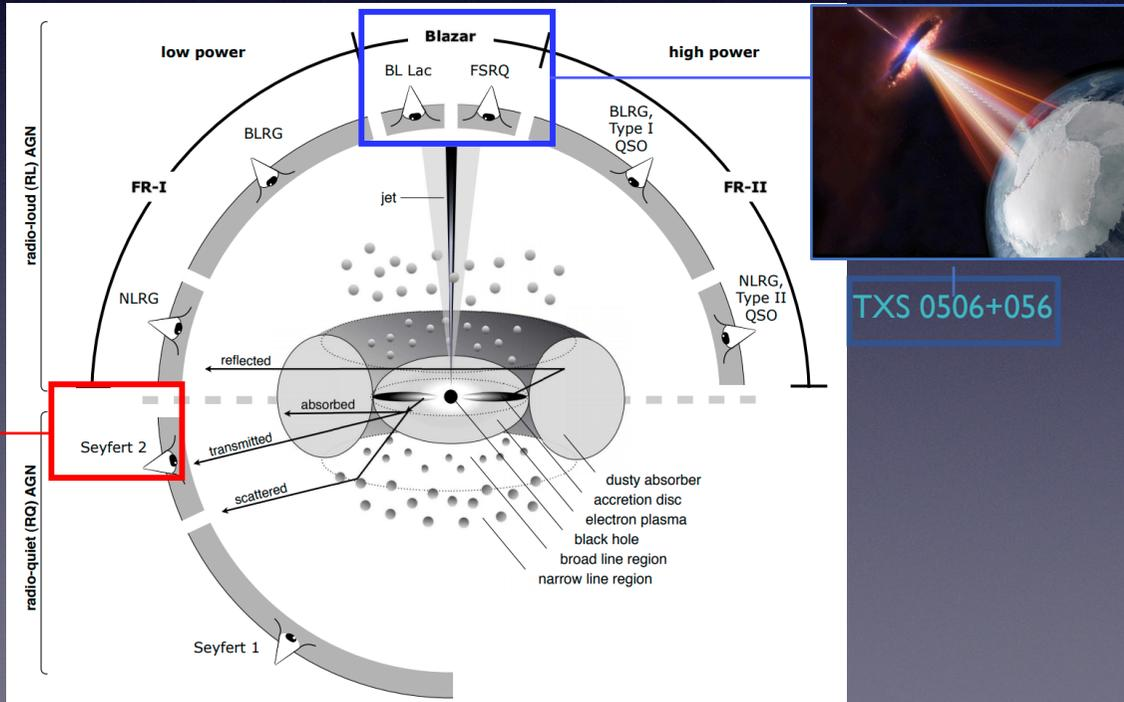 low power
Blazar
high power
BL Lac
FSRQ
BLRG
BLRG,
Type I
QSO
FR-I
FR-II
jet
radio-loud (RL) AGN
NLRG
NLRG,
Type II
QSO
TXS 0506+056
reflected
absorbed
transmitted
scattered
Seyfert 2
radio-quiet (RQ) AGN
dusty absorber
accretion disc
electron plasma
black hole
broad line region
narrow line region
Seyfert 1